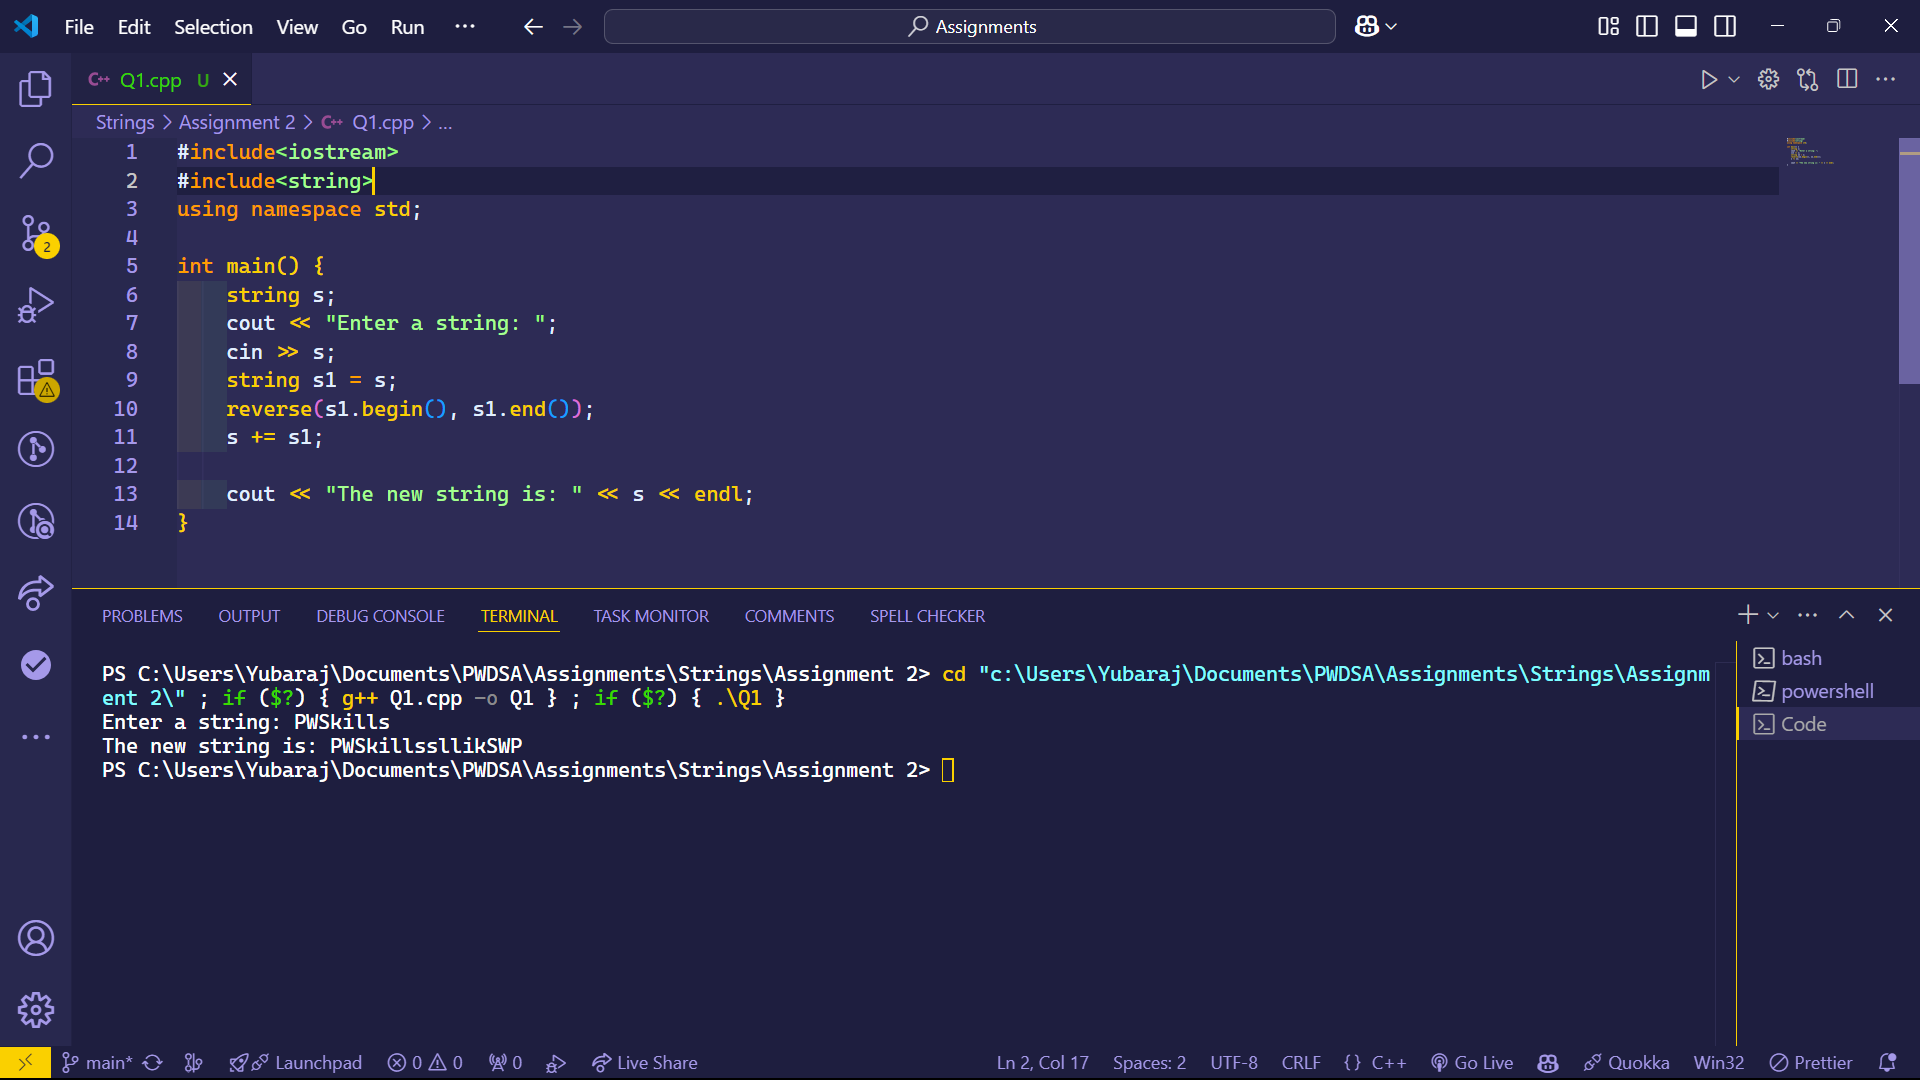 File Edit Selection View Go Run ··· Assignments
C++ Q1.cpp U
Strings > Assignment 2 > C++ Q1.cpp > ...
1 #include<iostream>
2 #include<string>
3 using namespace std;
4
5 int main() {
6 string s;
7 cout << "Enter a string: ";
8 cin >> s;
9 string s1 = s;
10 reverse(s1.begin(), s1.end());
11 s += s1;
12
13 cout << "The new string is: " << s << endl;
14 }
2
PROBLEMS OUTPUT DEBUG CONSOLE TERMINAL TASK MONITOR COMMENTS SPELL CHECKER
PS C:\Users\Yubaraj\Documents\PWDSA\Assignments\Strings\Assignment 2> cd "c:\Users\Yubaraj\Documents\PWDSA\Assignments\Strings\Assignm
ent 2\" ; if ($?) { g++ Q1.cpp -o Q1 } ; if ($?) { .\Q1 }
Enter a string: PWSkills
The new string is: PWSkillssllikSWP
PS C:\Users\Yubaraj\Documents\PWDSA\Assignments\Strings\Assignment 2>
bash
powershell
Code
main* Launchpad 0 0 0 Live Share Ln 2, Col 17 Spaces: 2 UTF-8 CRLF {} C++ Go Live Quokka Win32 Prettier